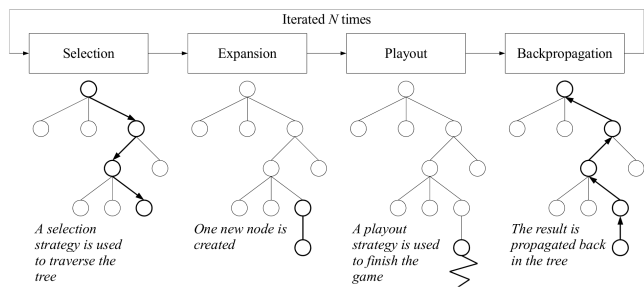 Iterated N times
Selection
Expansion
Playout
Backpropagation
A selection
strategy is used
to traverse the
tree
One new node is
created
A playout
strategy is used
to finish the
game
The result is
propagated back
in the tree